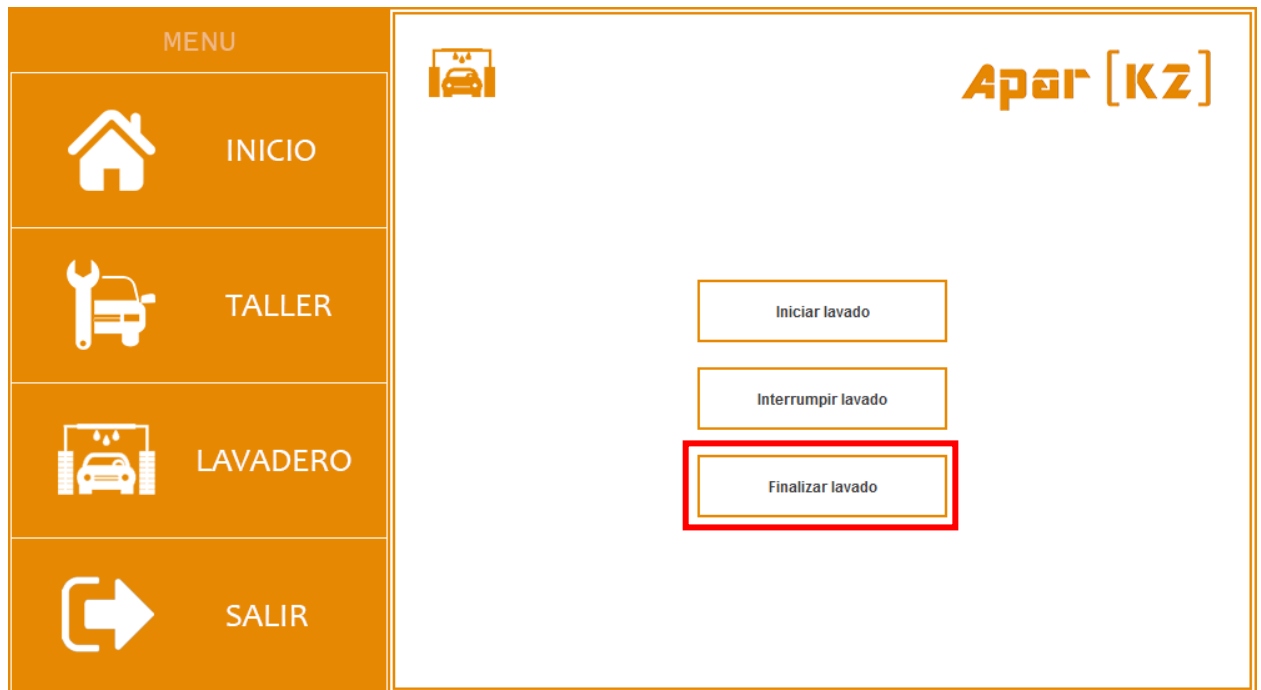 MENU
INICIO
TALLER
LAVADERO
SALIR
Apar [KZ]
Iniciar lavado
Interrumpir lavado
Finalizar lavado